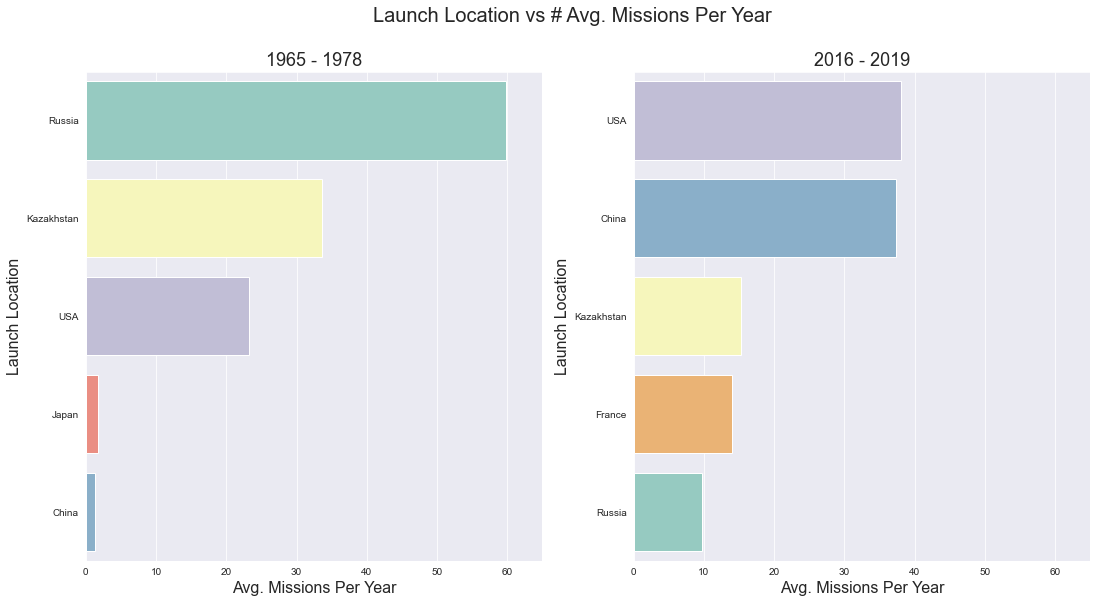 Launch Location vs # Avg. Missions Per Year
1965 - 1978
Launch Location
Russia
Kazakhstan
USA
Japan
China
0 10 20 30 40 50 60
Avg. Missions Per Year
2016 - 2019
Launch Location
USA
China
Kazakhstan
France
Russia
0 10 20 30 40 50 60
Avg. Missions Per Year